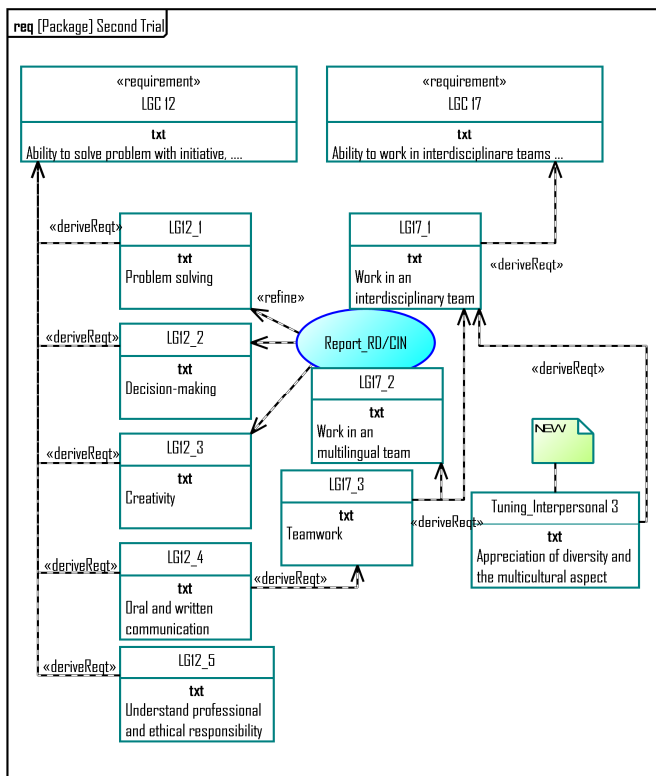 req [Package] Second Trial
«requirement»
LGC 12
txt
Ability to solve problem with initiative, ....
«requirement»
LGC 17
txt
Ability to work in interdisciplinare teams ...
«deriveReqt»
LG12_1
txt
Problem solving
LG17_1
txt
Work in an
interdisciplinary team
«deriveReqt»
«refine»
«deriveReqt»
LG12_2
txt
Decision-making
Report_RD/CIN
«deriveReqt»
LG17_2
txt
Work in an
multilingual team
NEW
«deriveReqt»
LG12_3
txt
Creativity
LG17_3
txt
Teamwork
«deriveReqt»
Tuning_Interpersonal 3
txt
Appreciation of diversity and
the multicultural aspect
«deriveReqt»
LG12_4
txt
Oral and written
communication
«deriveReqt»
«deriveReqt»
LG12_5
txt
Understand professional
and ethical responsibility